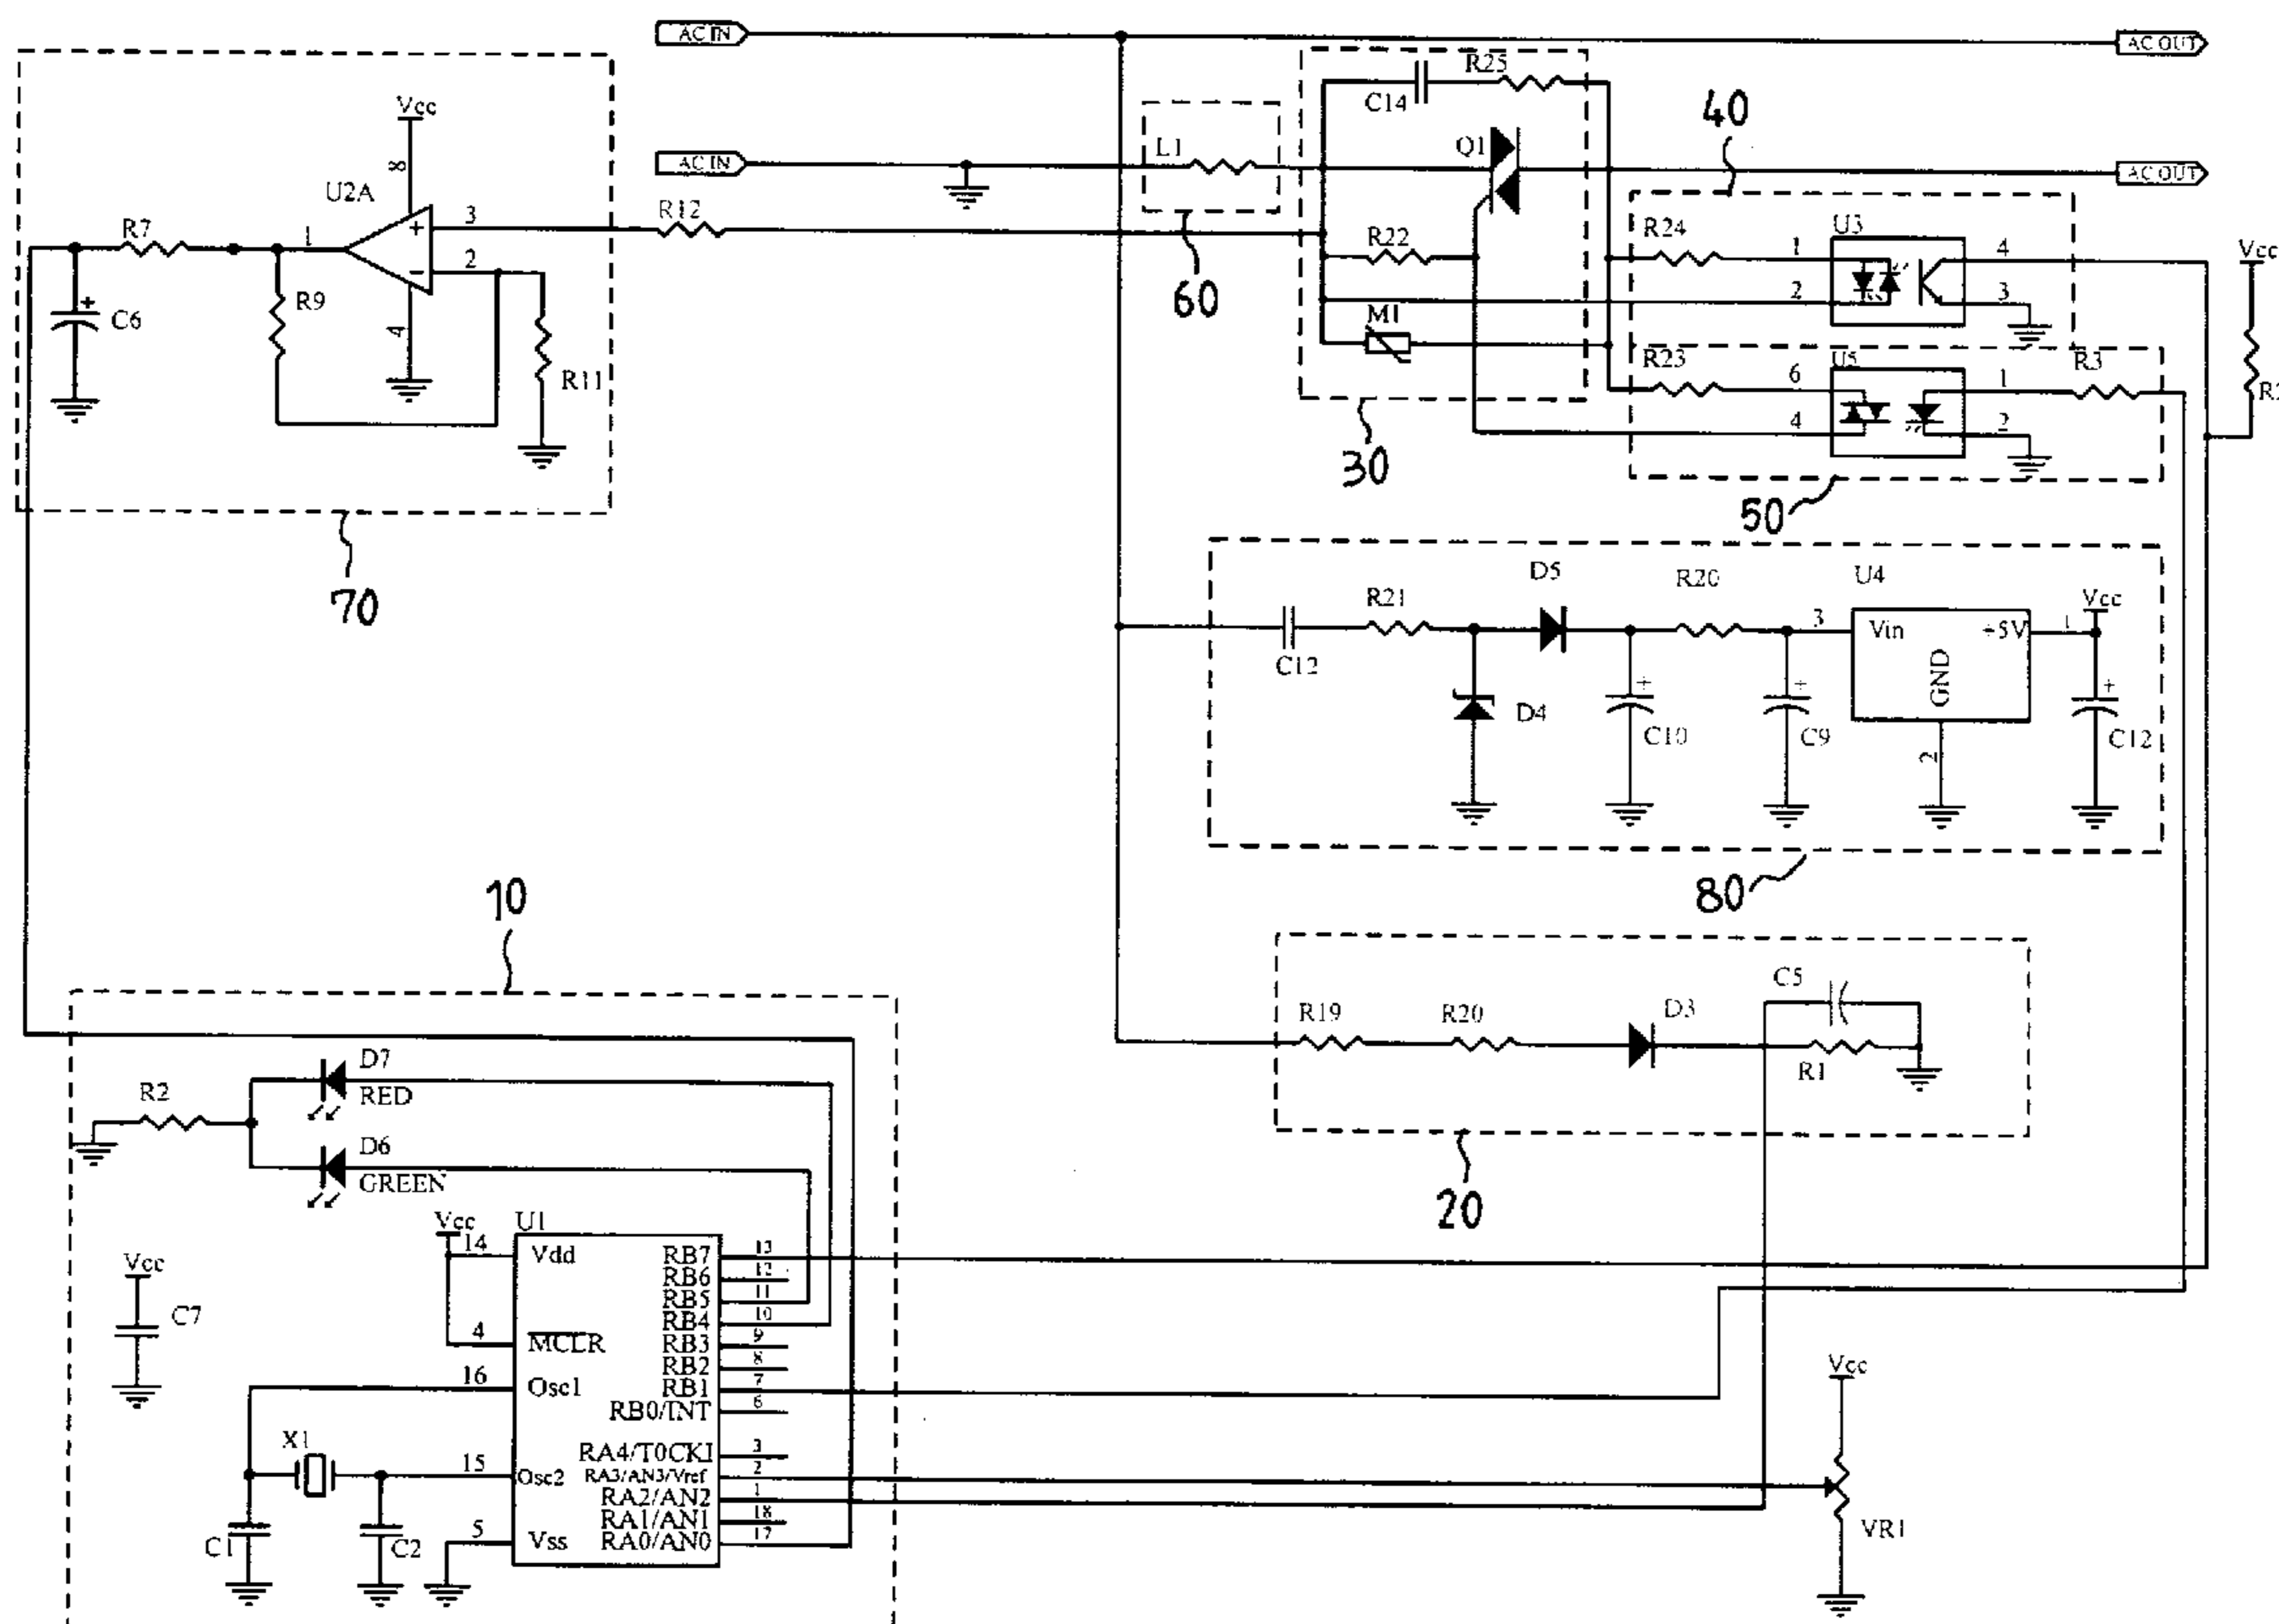 AC IN
AC OUT
AC IN
AC OUT
70
Vcc
8
U2A
3
2
1
4
R7
R9
C6
R11
R12
L1
60
30
C14
R25
Q1
R22
M1
40
R24
1
2
U3
4
3
Vcc
50
R23
6
4
U5
1
2
R3
80
C12
R21
D5
D4
R20
C10
C9
3
U4
Vin
+5V
GND
2
1
Vcc
C12
20
R19
R20
D3
C5
R1
10
D7
RED
R2
D6
GREEN
Vcc
C7
Vcc
U1
14
Vdd
4
MCLR
16
Osc1
X1
15
Osc2
C1
C2
5
Vss
RB7 13
RB6 12
RB5 11
RB4 10
RB3 9
RB2 8
RB1 7
RB0/INT 6
RA4/T0CKI 3
RA3/AN3/Vref 2
RA2/AN2 1
RA1/AN1 18
RA0/AN0 17
Vcc
VR1